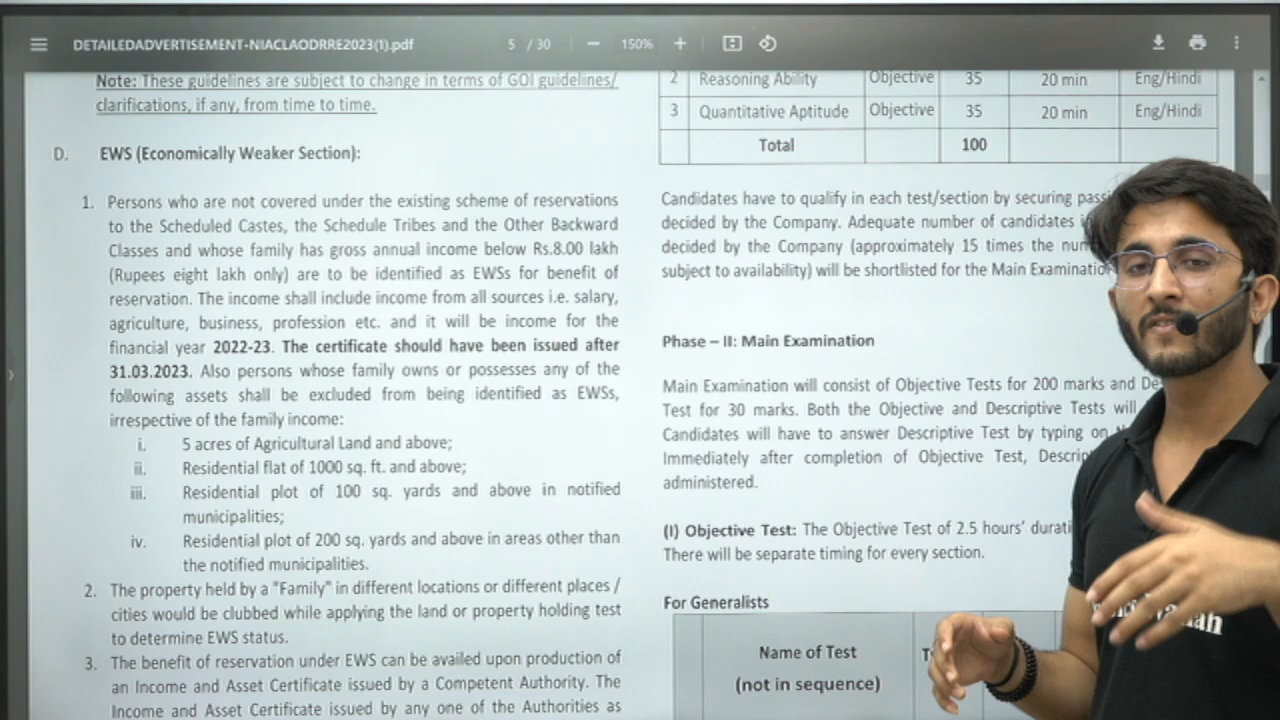 DETAILEDADVERTISEMENT-NIACLAODRRE2023(1).pdf
5 / 30
150%
Note: These guidelines are subject to change in terms of GOI guidelines/
clarifications, if any, from time to time.
D. EWS (Economically Weaker Section):
1. Persons who are not covered under the existing scheme of reservations
to the Scheduled Castes, the Schedule Tribes and the Other Backward
Classes and whose family has gross annual income below Rs.8.00 lakh
(Rupees eight lakh only) are to be identified as EWSs for benefit of
reservation. The income shall include income from all sources i.e. salary,
agriculture, business, profession etc. and it will be income for the
financial year 2022-23. The certificate should have been issued after
31.03.2023. Also persons whose family owns or possesses any of the
following assets shall be excluded from being identified as EWSs,
irrespective of the family income:
i. 5 acres of Agricultural Land and above;
ii. Residential flat of 1000 sq. ft. and above;
iii. Residential plot of 100 sq. yards and above in notified
municipalities;
iv. Residential plot of 200 sq. yards and above in areas other than
the notified municipalities.
2. The property held by a "Family" in different locations or different places /
cities would be clubbed while applying the land or property holding test
to determine EWS status.
3. The benefit of reservation under EWS can be availed upon production of
an Income and Asset Certificate issued by a Competent Authority. The
Income and Asset Certificate issued by any one of the Authorities as
2 Reasoning Ability Objective 35 20 min Eng/Hindi
3 Quantitative Aptitude Objective 35 20 min Eng/Hindi
Total 100
Candidates have to qualify in each test/section by securing
decided by the Company. Adequate number of candidates
decided by the Company (approximately 15 times the
subject to availability) will be shortlisted for the Main
Phase – II: Main Examination
Main Examination will consist of Objective Tests for 200 marks and
Test for 30 marks. Both the Objective and Descriptive Tests will
Candidates will have to answer Descriptive Test by typing on
Immediately after completion of Objective Test,
administered.
(I) Objective Test: The Objective Test of 2.5 hours'
There will be separate timing for every section.
For Generalists
Name of Test
(not in sequence)